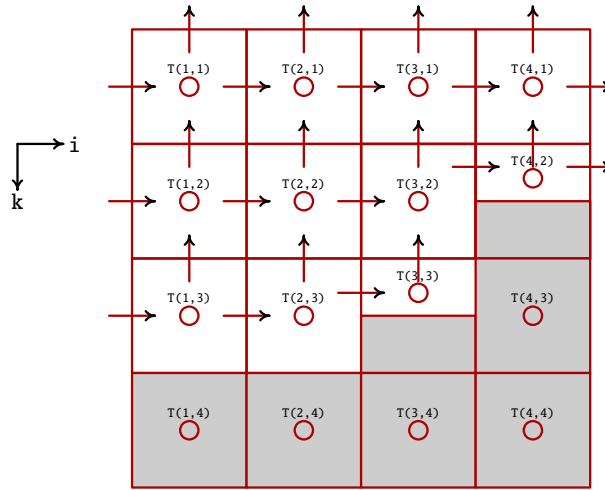 T(1,1) T(2,1) T(3,1) T(4,1)
i
T(4,2)
T(1,2) T(2,2) T(3,2)
k
T(3,3)
T(1,3) T(2,3) T(4,3)
T(1,4) T(2,4) T(3,4) T(4,4)